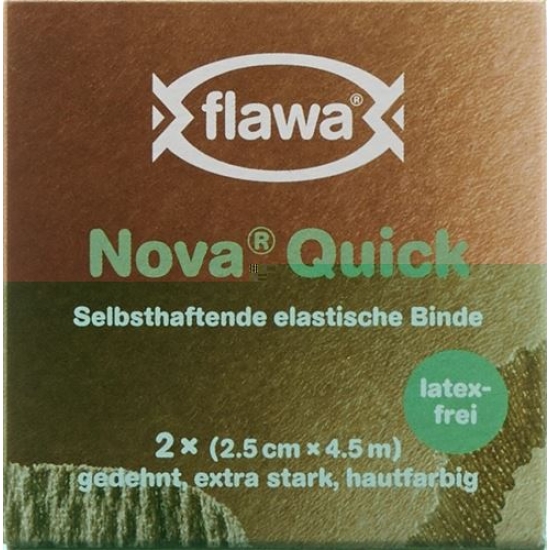 flawa®
Nova® Quick
Selbsthaftende elastische Binde
latex-
frei
2× (2.5 cm × 4.5 m)
gedehnt, extra stark, hautfarbig